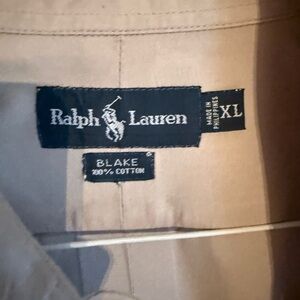 Ralph Lauren
MADE IN
PHILIPPINES
XL
BLAKE
100% COTTON